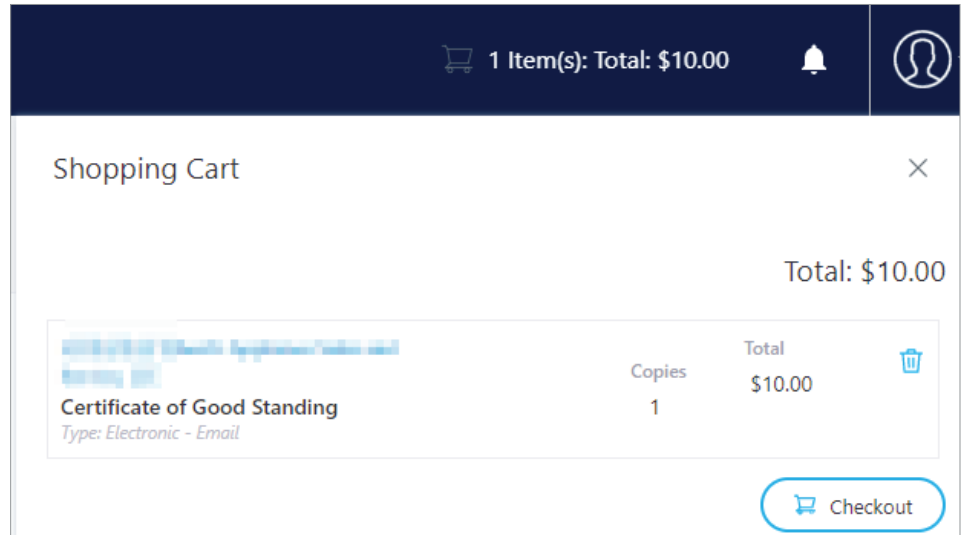 1 Item(s): Total: $10.00
Shopping Cart
Total: $10.00
Copies
Total
1
$10.00
Certificate of Good Standing
Type: Electronic - Email
Checkout